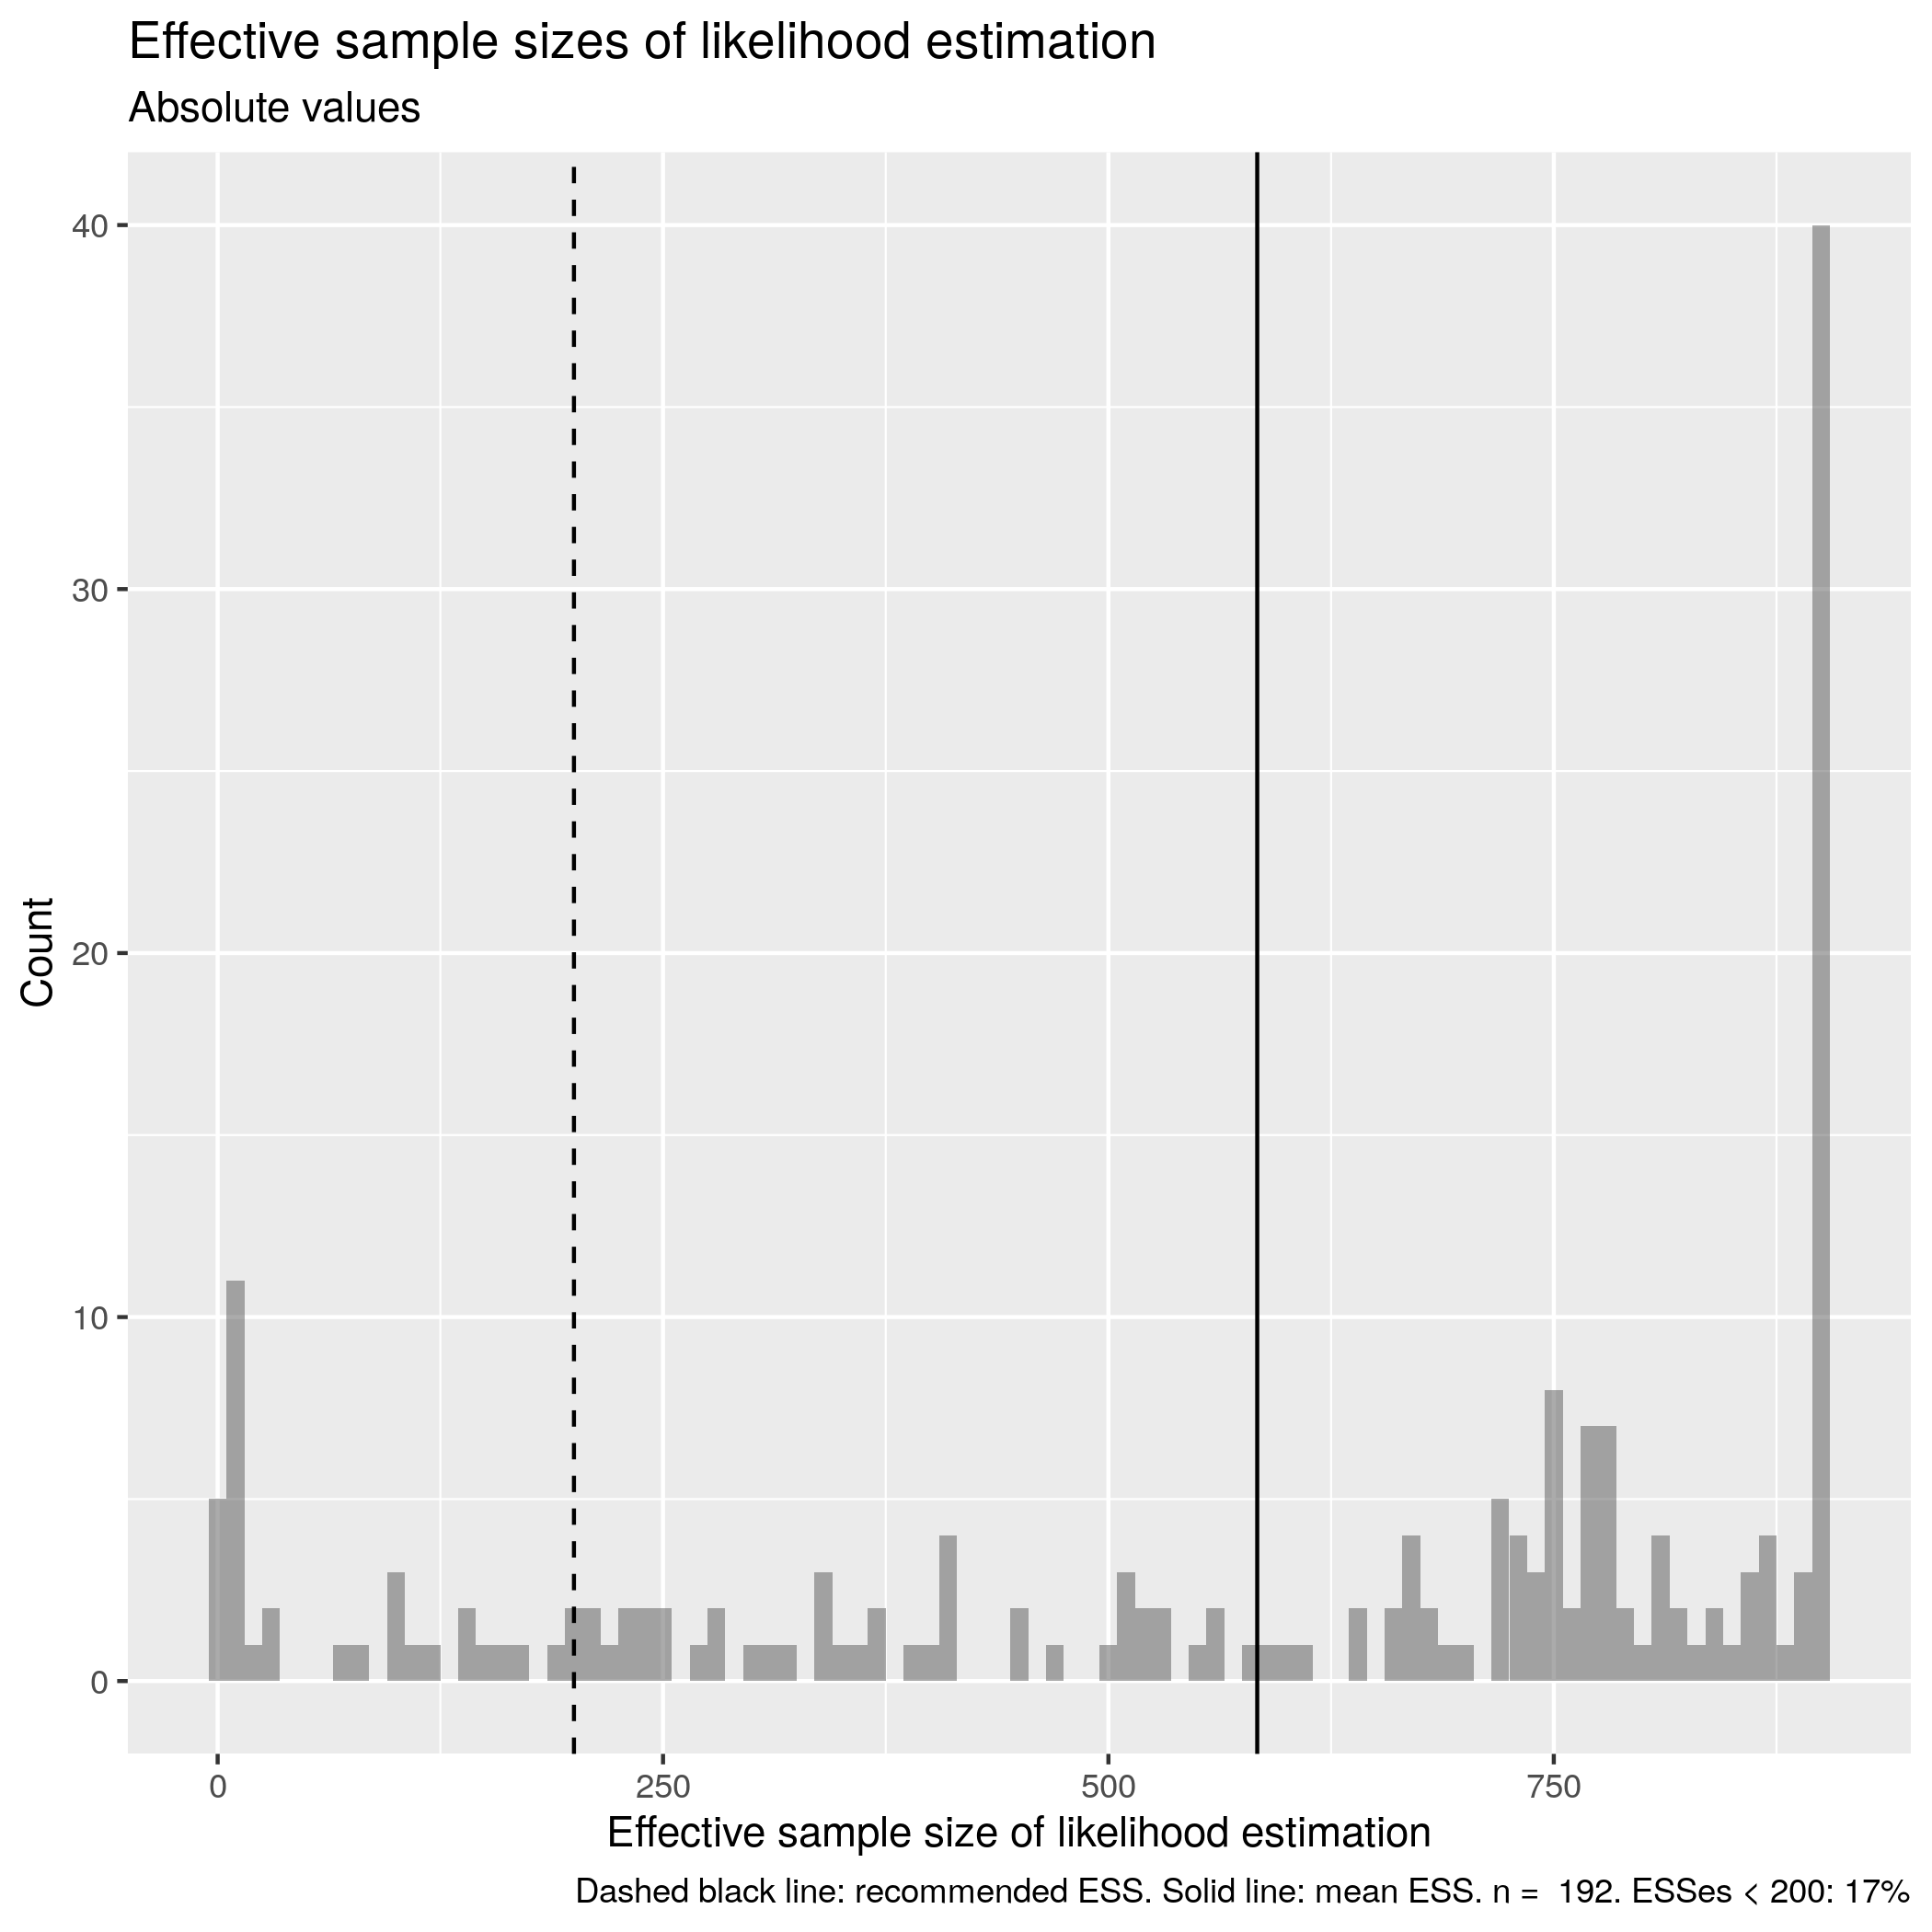 Effective sample sizes of likelihood estimation
Absolute values
40
30
20
10
0
Count
0 250 500 750
Effective sample size of likelihood estimation
Dashed black line: recommended ESS. Solid line: mean ESS. n =  192. ESSes < 200: 17%